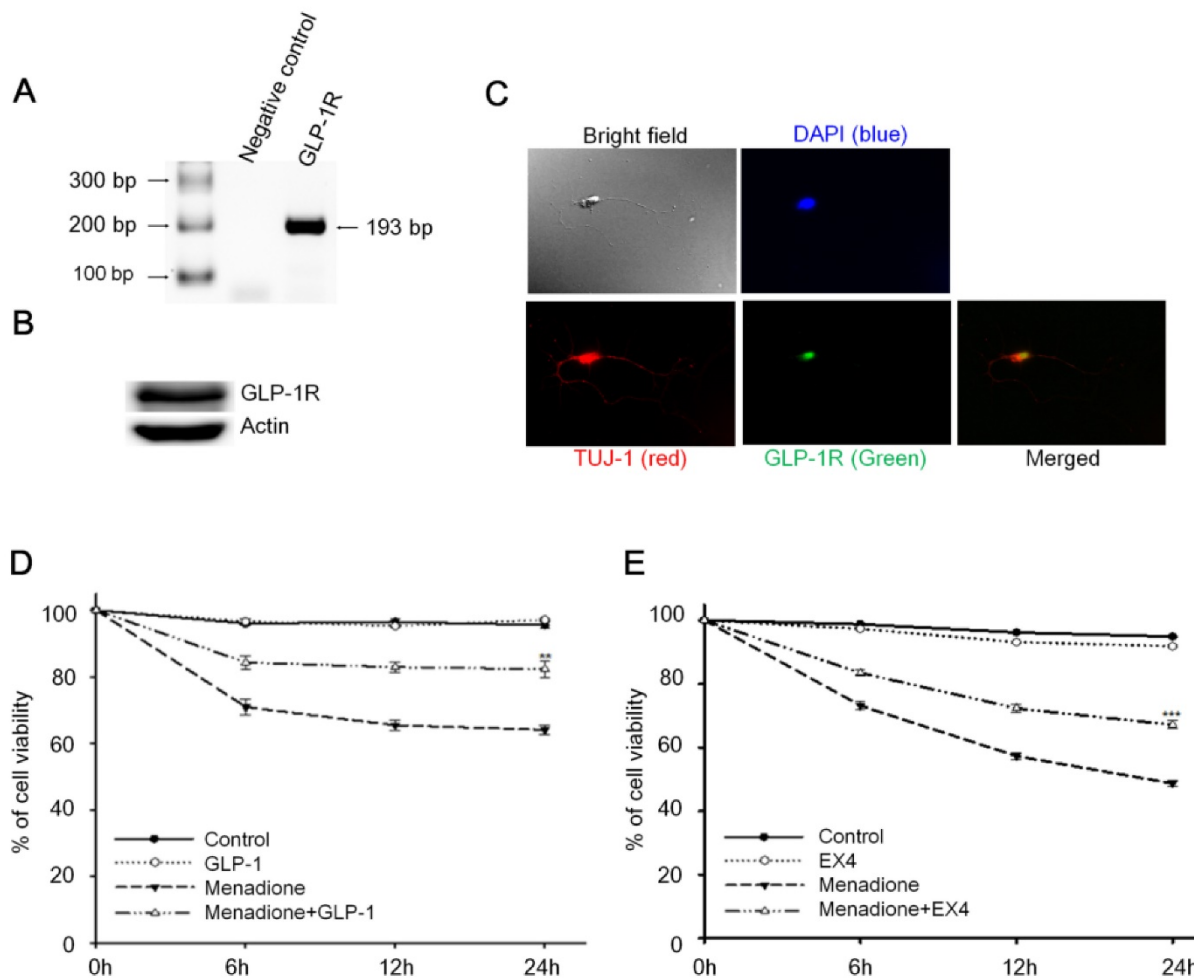 A
Negative control
GLP-1R
300 bp
200 bp
193 bp
100 bp
B
GLP-1R
Actin
C
Bright field
DAPI (blue)
TUJ-1 (red)
GLP-1R (Green)
Merged
D
% of cell viability
100
80
60
40
20
0
**
Control
GLP-1
Menadione
Menadione+GLP-1
0h 6h 12h 24h
E
% of cell viability
100
80
60
40
20
0
***
Control
EX4
Menadione
Menadione+EX4
0h 6h 12h 24h